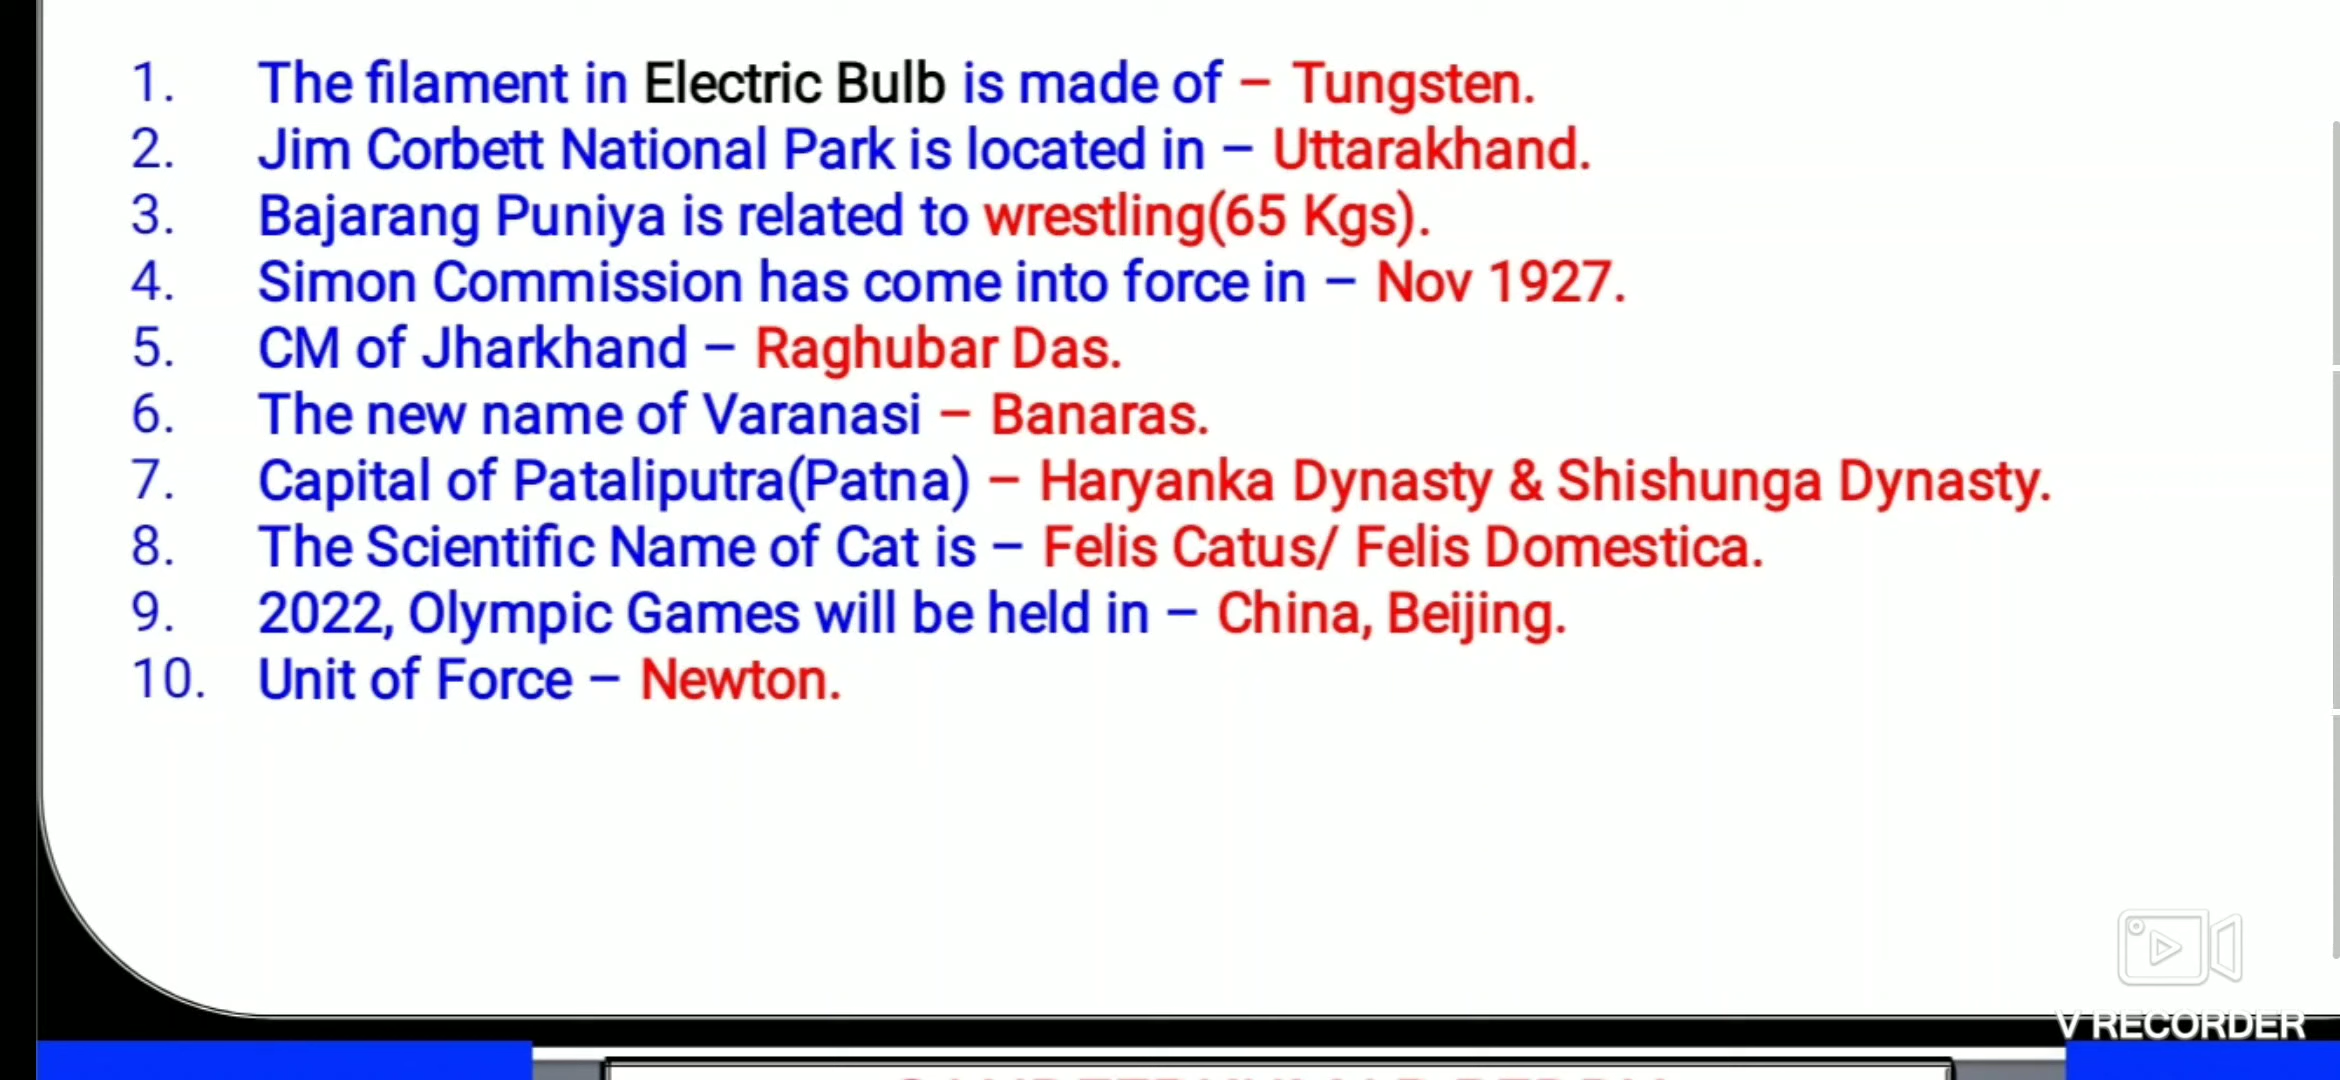 1. The filament in Electric Bulb is made of – Tungsten.
2. Jim Corbett National Park is located in – Uttarakhand.
3. Bajarang Puniya is related to wrestling(65 Kgs).
4. Simon Commission has come into force in – Nov 1927.
5. CM of Jharkhand – Raghubar Das.
6. The new name of Varanasi – Banaras.
7. Capital of Pataliputra(Patna) – Haryanka Dynasty & Shishunga Dynasty.
8. The Scientific Name of Cat is – Felis Catus/ Felis Domestica.
9. 2022, Olympic Games will be held in – China, Beijing.
10. Unit of Force – Newton.
V RECORDER